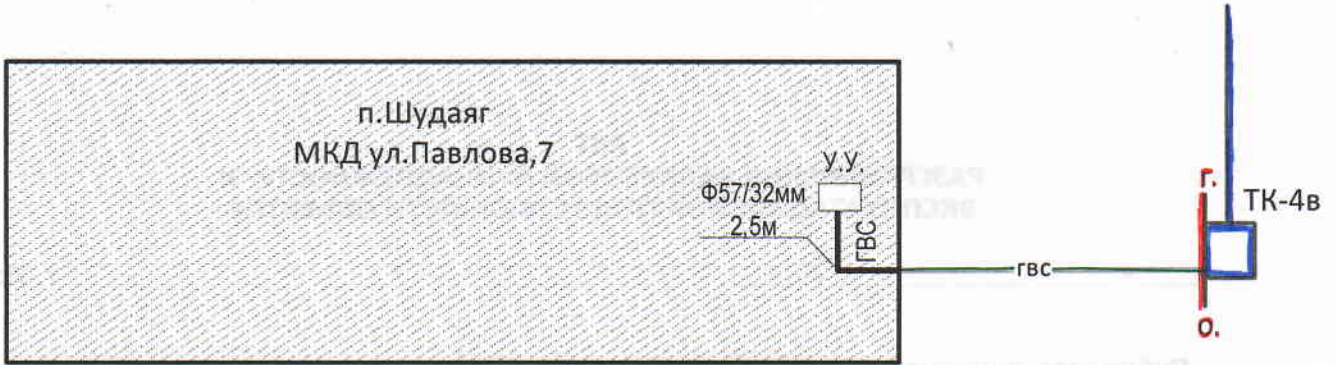 п.Шудаяг
МКД ул.Павлова,7
У.У.
Ф57/32мм
2,5м
ГВС
гвс
Г.
ТК-4в
О.